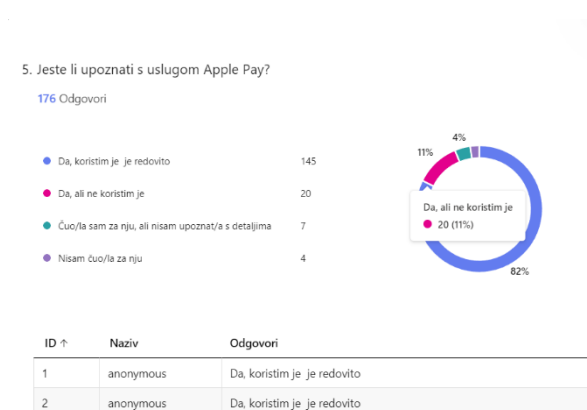 5. Jeste li upoznati s uslugom Apple Pay?
176 Odgovori
Da, koristim je je redovito 145
Da, ali ne koristim je 20
Čuo/la sam za nju, ali nisam upoznat/a s detaljima 7
Nisam čuo/la za nju 4
4%
11%
Da, ali ne koristim je
20 (11%)
82%
ID ↑ Naziv Odgovori
1 anonymous Da, koristim je je redovito
2 anonymous Da, koristim je je redovito